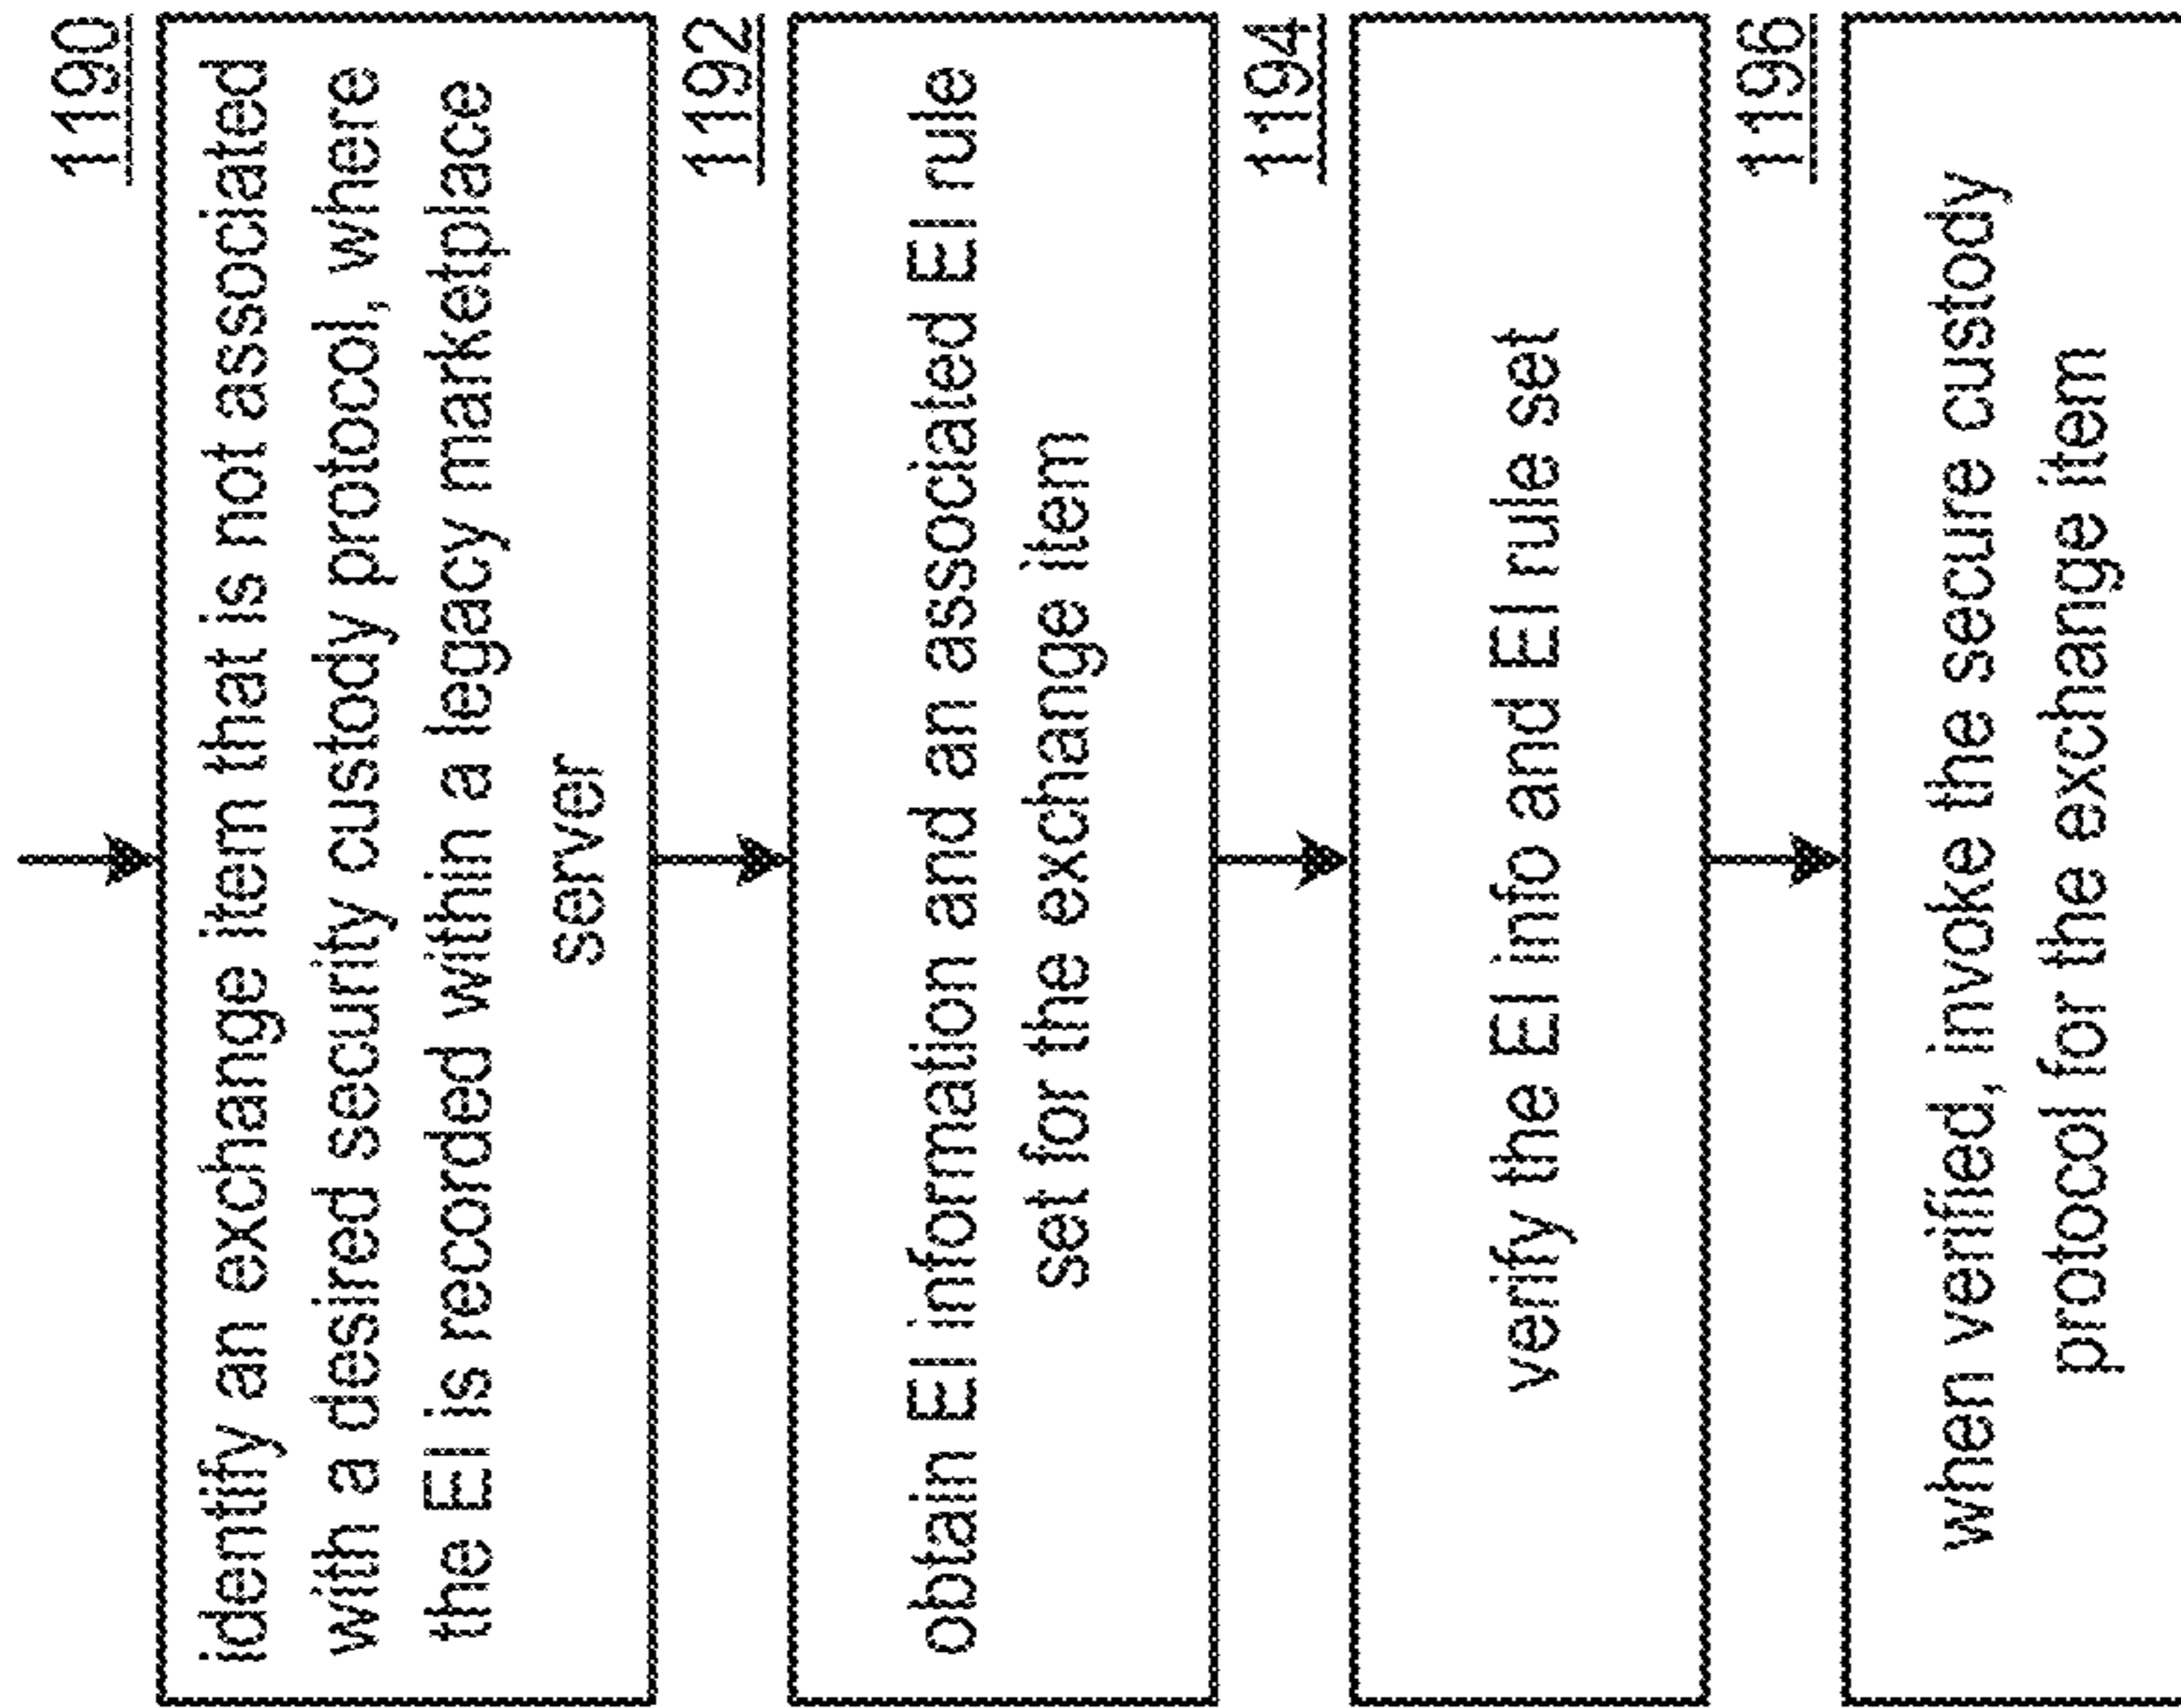 1190
identify an exchange item that is not associated
with a desired security custody protocol, where
the EI is recorded within a legacy marketplace
server
1192
obtain EI information and an associated EI rule
set for the exchange item
1194
verify the EI info and EI rule set
1196
when verified, invoke the secure custody
protocol for the exchange item